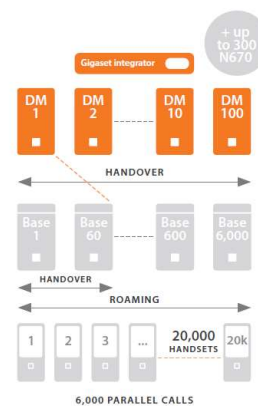 + up
to 300
N670
Gigaset integrator
DM
1
DM
2
DM
10
DM
100
HANDOVER
Base
1
Base
60
Base
600
Base
6,000
HANDOVER
ROAMING
1
2
3
...
20,000
HANDSETS
20k
6,000 PARALLEL CALLS